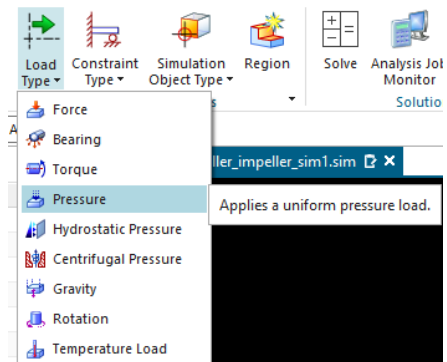 Load
Type
Constraint
Type
Simulation
Object Type
Region
Solve
Analysis Job
Monitor
s
Solutio
Force
A
Bearing
Torque
ller_impeller_sim1.sim
Pressure
Applies a uniform pressure load.
Hydrostatic Pressure
Centrifugal Pressure
Gravity
Rotation
Temperature Load